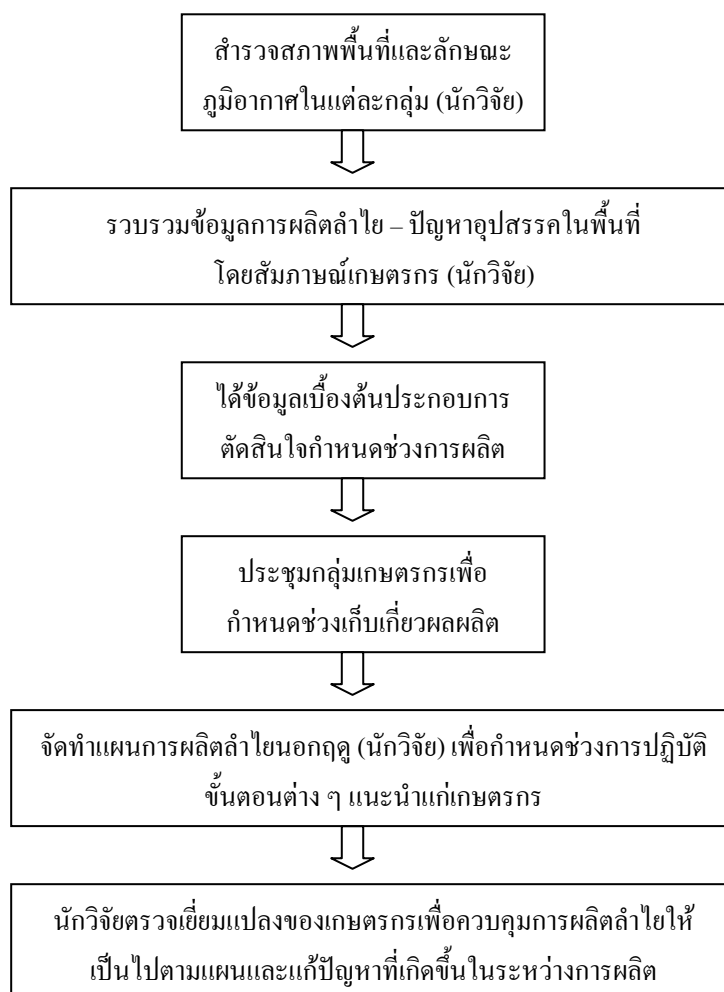 สำรวจสภาพพื้นที่และลักษณะ
ภูมิอากาศในแต่ละกลุ่ม (นักวิจัย)
รวบรวมข้อมูลการผลิตลำไย – ปัญหาอุปสรรคในพื้นที่
โดยสัมภาษณ์เกษตรกร (นักวิจัย)
ได้ข้อมูลเบื้องต้นประกอบการ
ตัดสินใจกำหนดช่วงการผลิต
ประชุมกลุ่มเกษตรกรเพื่อ
กำหนดช่วงเก็บเกี่ยวผลผลิต
จัดทำแผนการผลิตลำไยนอกฤดู (นักวิจัย) เพื่อกำหนดช่วงการปฏิบัติ
ขั้นตอนต่าง ๆ แนะนำแก่เกษตรกร
นักวิจัยตรวจเยี่ยมแปลงของเกษตรกรเพื่อควบคุมการผลิตลำไยให้
เป็นไปตามแผนและแก้ปัญหาที่เกิดขึ้นในระหว่างการผลิต